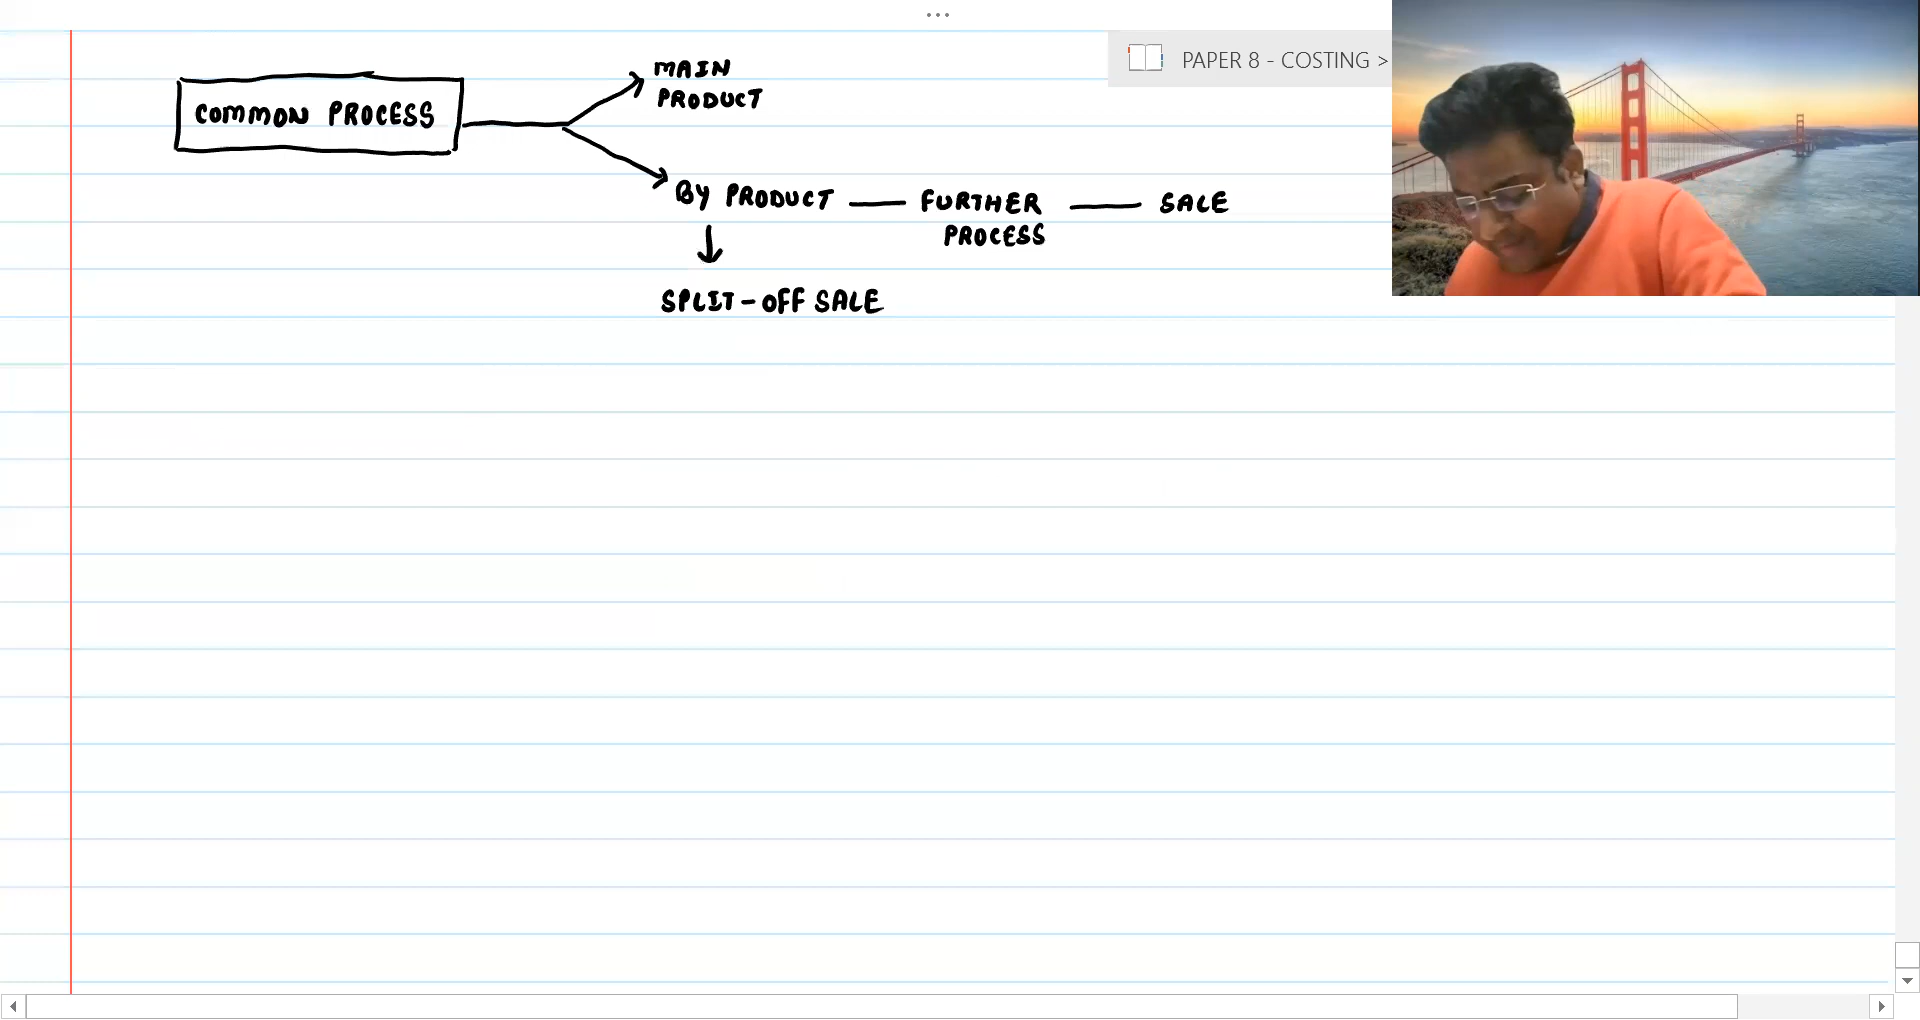 PAPER 8 - COSTING >
MAIN
PRODUCT
COMMON PROCESS
BY PRODUCT — FURTHER — SALE
PROCESS
SPLIT-OFF SALE